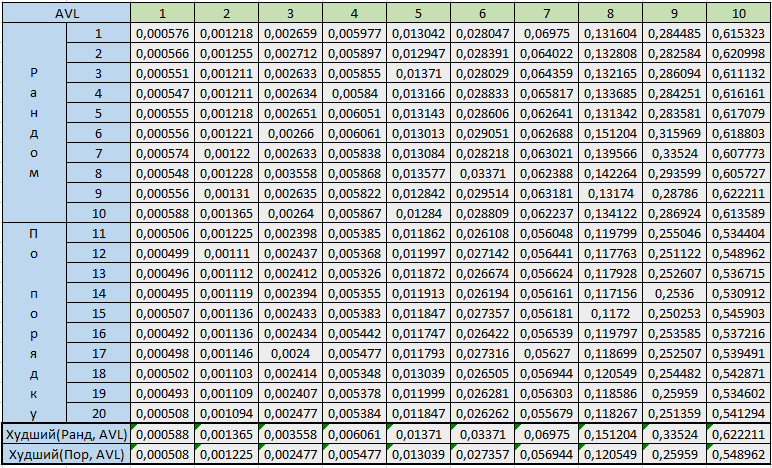 AVL 1 2 3 4 5 6 7 8 9 10
Рандом
1 0,000576 0,001218 0,002659 0,005977 0,013042 0,028047 0,06975 0,131604 0,284485 0,615323
2 0,000566 0,001255 0,002712 0,005897 0,012947 0,028391 0,064022 0,132808 0,282584 0,620998
3 0,000551 0,001211 0,002633 0,005855 0,01371 0,028029 0,064359 0,132165 0,286094 0,611132
4 0,000547 0,001211 0,002634 0,00584 0,013166 0,028833 0,065817 0,133685 0,284251 0,616161
5 0,000555 0,001218 0,002651 0,006051 0,013143 0,028606 0,062641 0,131342 0,283581 0,617079
6 0,000556 0,001221 0,00266 0,006061 0,013013 0,029051 0,062688 0,151204 0,315969 0,618803
7 0,000574 0,00122 0,002633 0,005838 0,013084 0,028218 0,063021 0,139566 0,33524 0,607773
8 0,000548 0,001228 0,003558 0,005868 0,013577 0,03371 0,062388 0,142264 0,293599 0,605727
9 0,000556 0,00131 0,002635 0,005822 0,012842 0,029514 0,063181 0,13174 0,28786 0,622211
10 0,000588 0,001365 0,00264 0,005867 0,01284 0,028809 0,062237 0,134122 0,286924 0,613589
По порядку
11 0,000506 0,001225 0,002398 0,005385 0,011862 0,026108 0,056048 0,119799 0,255046 0,534404
12 0,000499 0,00111 0,002437 0,005368 0,011997 0,027142 0,056441 0,117763 0,251122 0,548962
13 0,000496 0,001112 0,002412 0,005326 0,011872 0,026674 0,056624 0,117928 0,252607 0,536715
14 0,000495 0,001119 0,002394 0,005355 0,011913 0,026194 0,056161 0,117156 0,2536 0,530912
15 0,000507 0,001136 0,002433 0,005383 0,011847 0,027357 0,056181 0,1172 0,250253 0,545903
16 0,000492 0,001136 0,002434 0,005442 0,011747 0,026422 0,056539 0,119797 0,253585 0,537216
17 0,000498 0,001146 0,0024 0,005477 0,011793 0,027316 0,05627 0,118699 0,252507 0,539491
18 0,000502 0,001103 0,002414 0,005348 0,013039 0,026505 0,056944 0,120549 0,254482 0,542871
19 0,000493 0,001109 0,002407 0,005378 0,011999 0,026281 0,056303 0,118586 0,25959 0,534602
20 0,000508 0,001094 0,002477 0,005384 0,011847 0,026262 0,055679 0,118267 0,251359 0,541294
Худший(Ранд, AVL) 0,000588 0,001365 0,003558 0,006061 0,01371 0,03371 0,06975 0,151204 0,33524 0,622211
Худший(Пор, AVL) 0,000508 0,001225 0,002477 0,005477 0,013039 0,027357 0,056944 0,120549 0,25959 0,548962